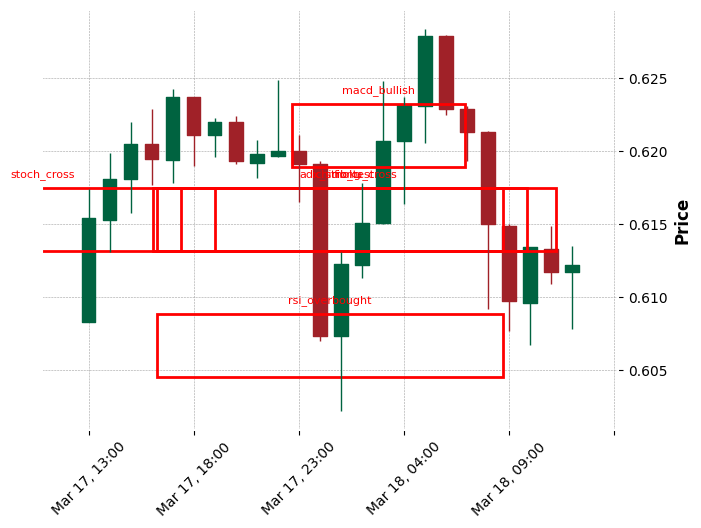 macd_bullish
0.625
0.620
stoch_cross
0.615
Price
0.610
rsi_overbought
0.605
Mar 17, 13:00
Mar 17, 18:00
Mar 17, 23:00
Mar 18, 04:00
Mar 18, 09:00